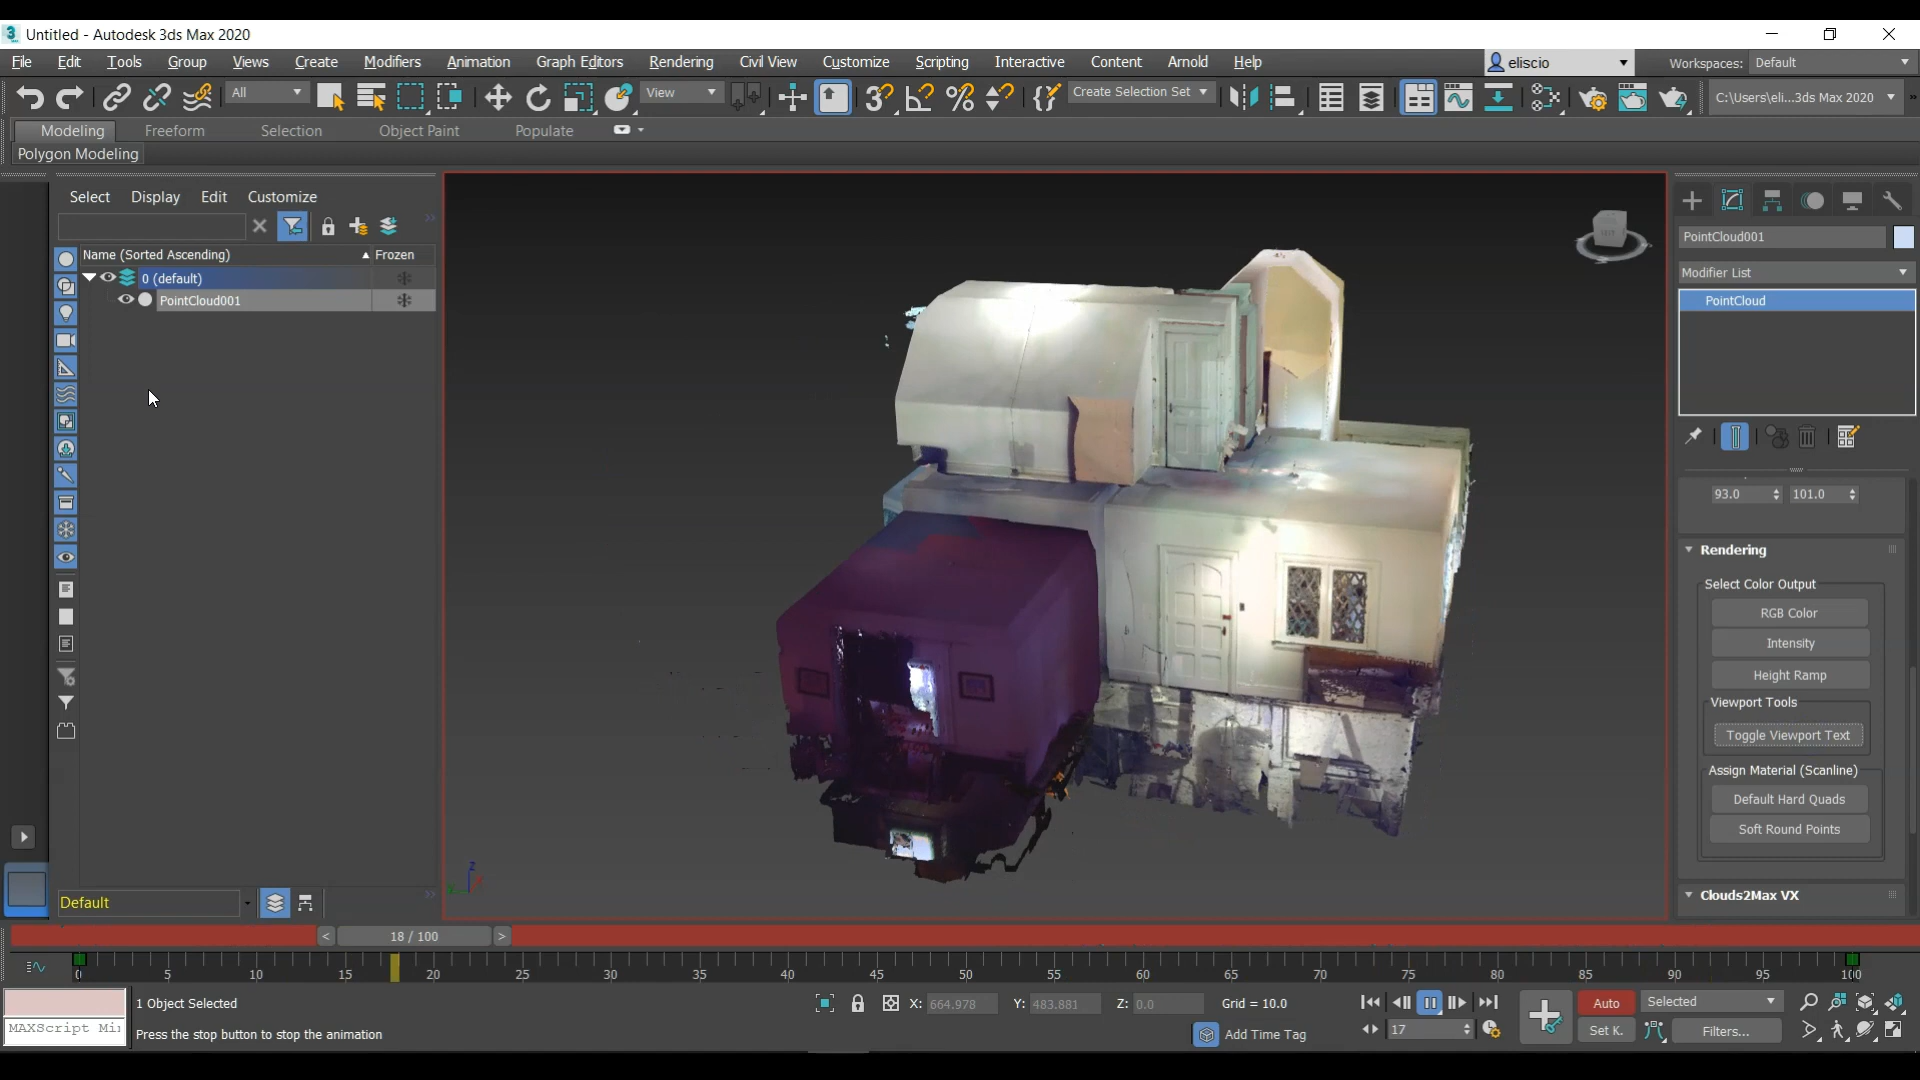 Untitled - Autodesk 3ds Max 2020
File Edit Tools Group Views Create Modifiers Animation Graph Editors Rendering Civil View Customize Scripting Interactive Content Arnold Help
eliscio
Workspaces: Default
All
View
Create Selection Set
C:\Users\eli...3ds Max 2020
Modeling Freeform Selection Object Paint Populate
Polygon Modeling
Select Display Edit Customize
Name (Sorted Ascending) Frozen
0 (default)
PointCloud001
Default
PointCloud001
Modifier List
PointCloud
93.0 101.0
Rendering
Select Color Output
RGB Color
Intensity
Height Ramp
Viewport Tools
Toggle Viewport Text
Assign Material (Scanline)
Default Hard Quads
Soft Round Points
Clouds2Max VX
< 18 / 100 >
0 5 10 15 20 25 30 35 40 45 50 55 60 65 70 75 80 85 90 95 100
1 Object Selected
X: 664.978 Y: 483.881 Z: 0.0 Grid = 10.0
Auto Selected
MAXScript Mi
Press the stop button to stop the animation
Add Time Tag
17
Set K. Filters...